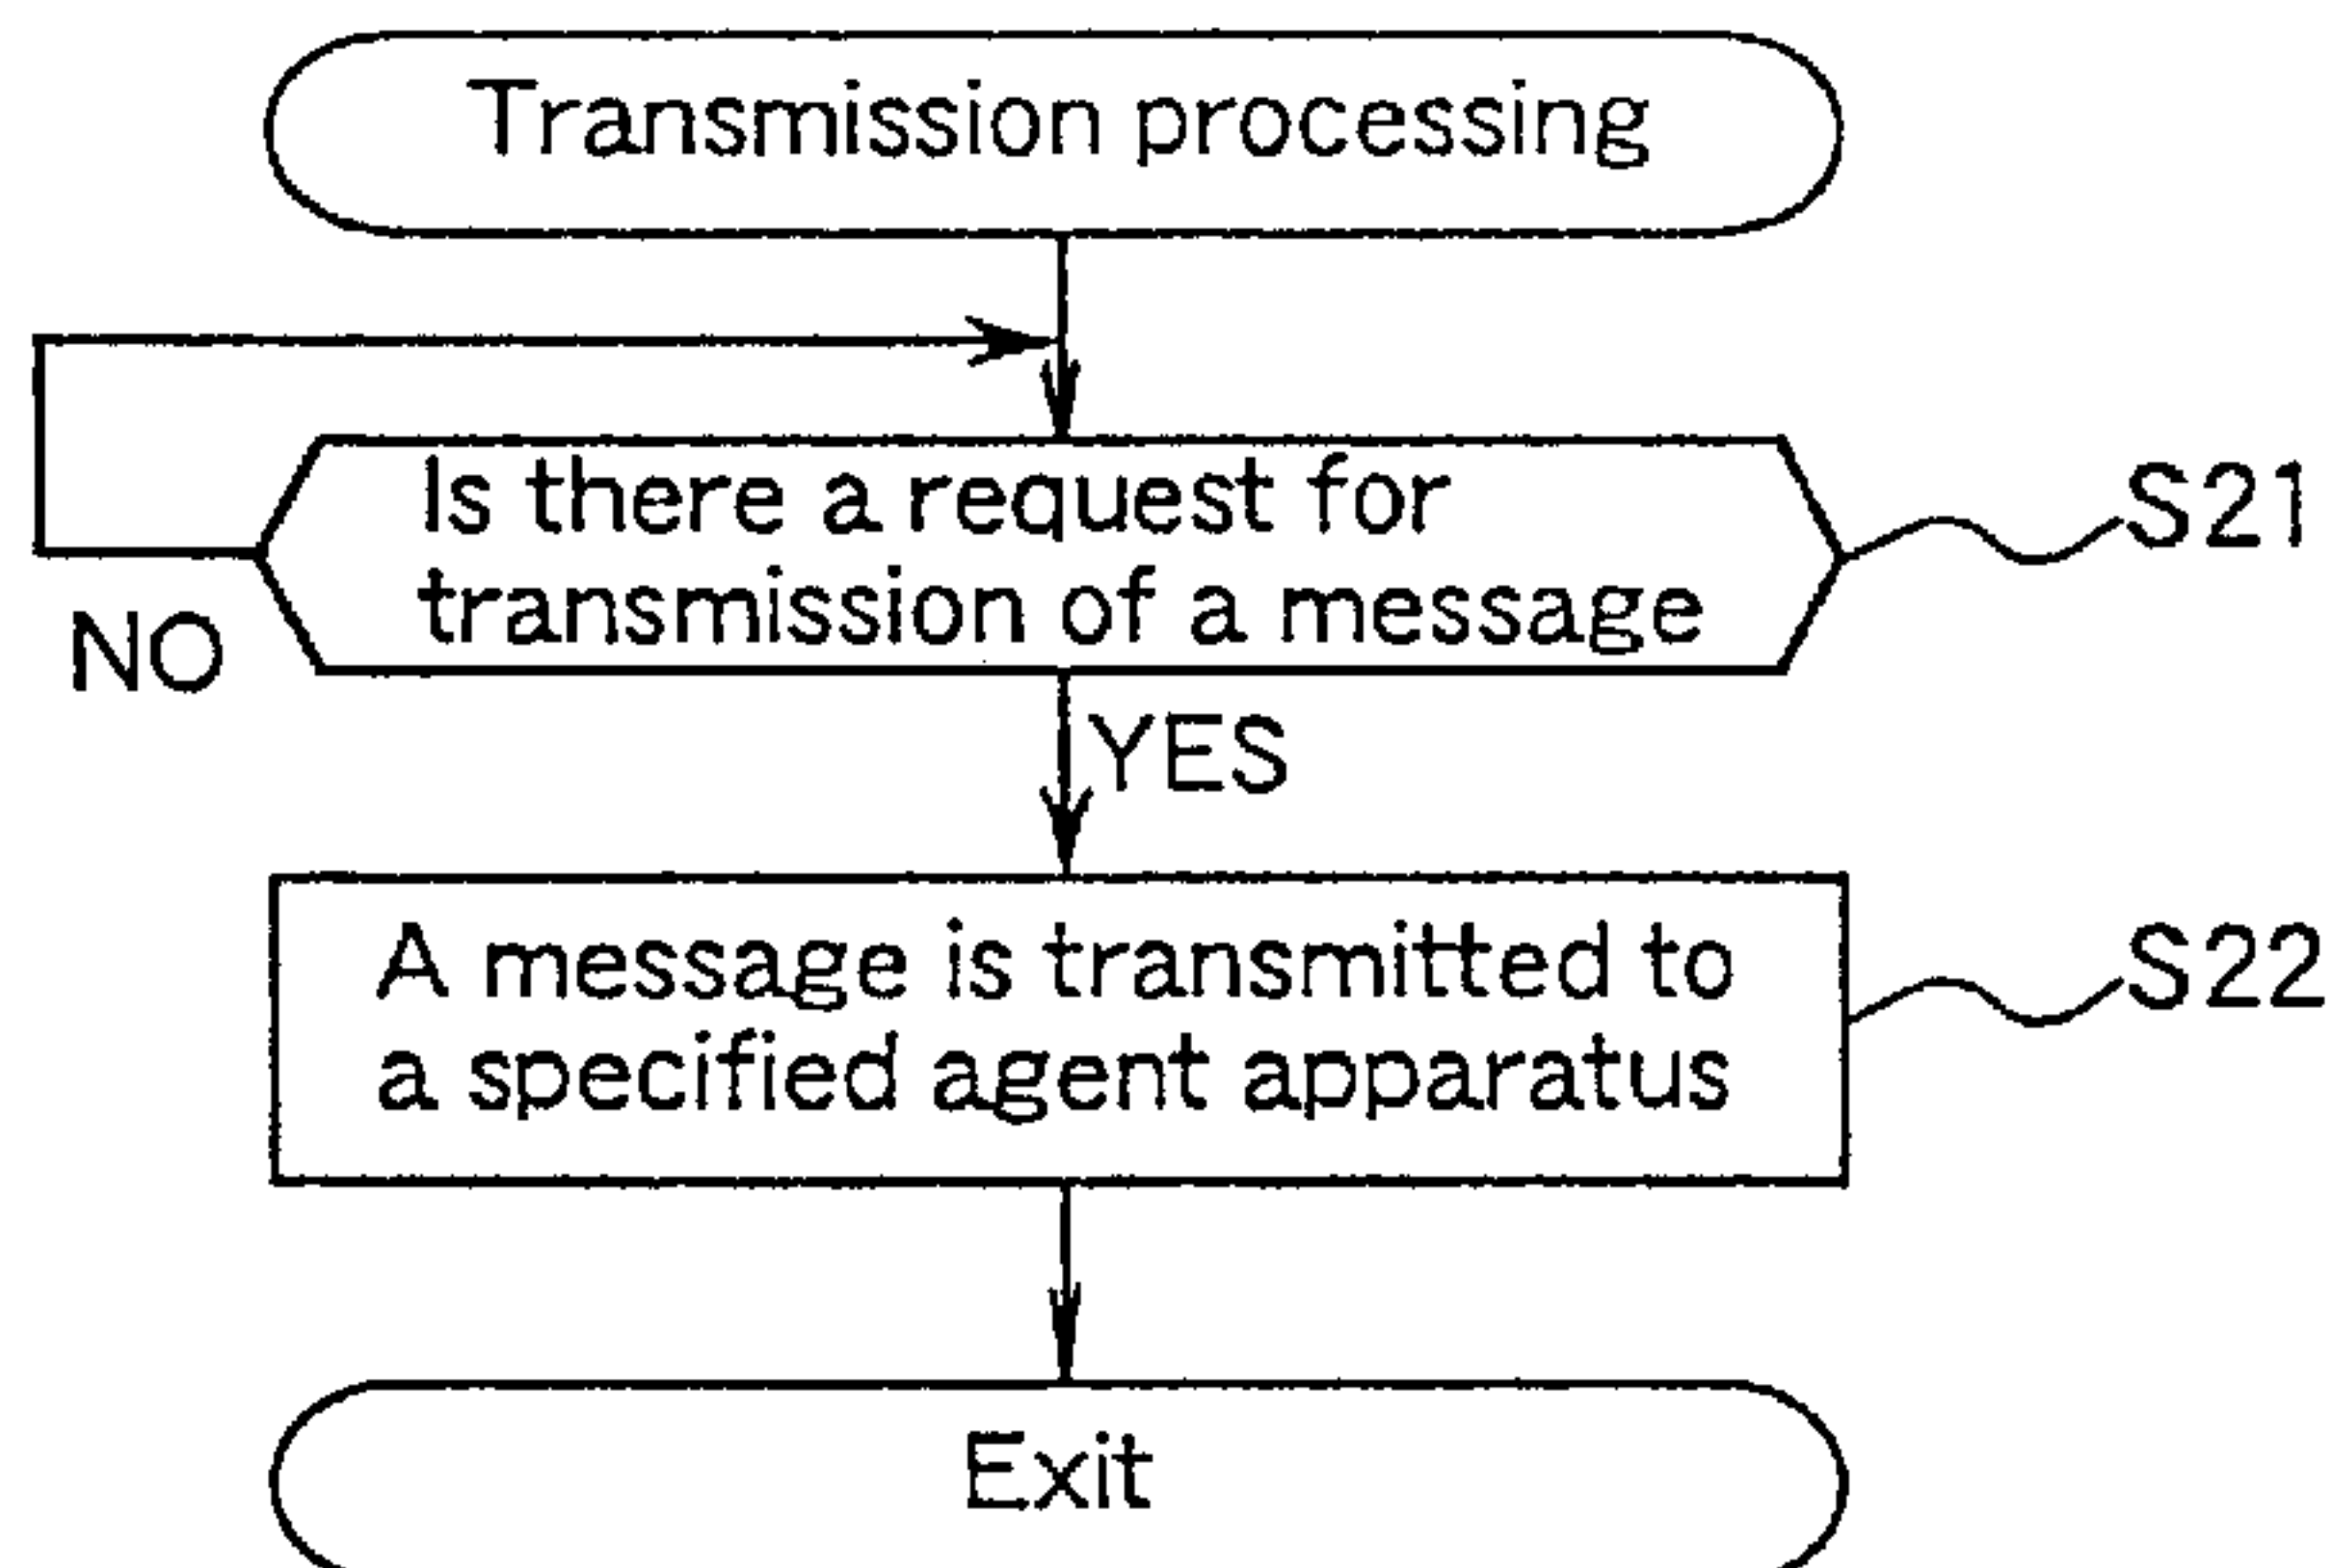 Transmission processing
Is there a request for
transmission of a message
S21
NO
YES
A message is transmitted to
a specified agent apparatus
S22
Exit